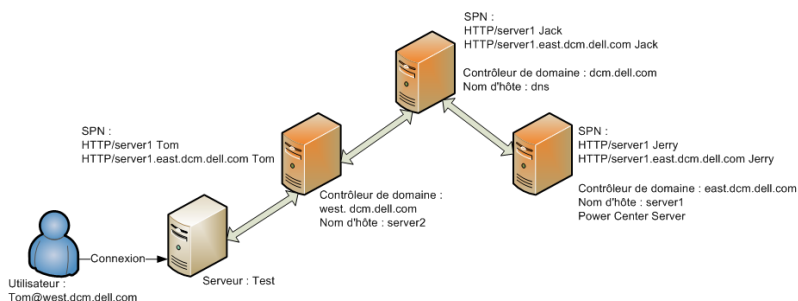 SPN :
HTTP/server1 Jack
HTTP/server1.east.dcm.dell.com Jack
Contrôleur de domaine : dcm.dell.com
Nom d'hôte : dns
SPN :
HTTP/server1 Tom
HTTP/server1.east.dcm.dell.com Tom
SPN :
HTTP/server1 Jerry
HTTP/server1.east.dcm.dell.com Jerry
Contrôleur de domaine :
west. dcm.dell.com
Nom d'hôte : server2
Contrôleur de domaine : east.dcm.dell.com
Nom d'hôte : server1
Power Center Server
Connexion
Serveur : Test
Utilisateur :
Tom@west.dcm.dell.com